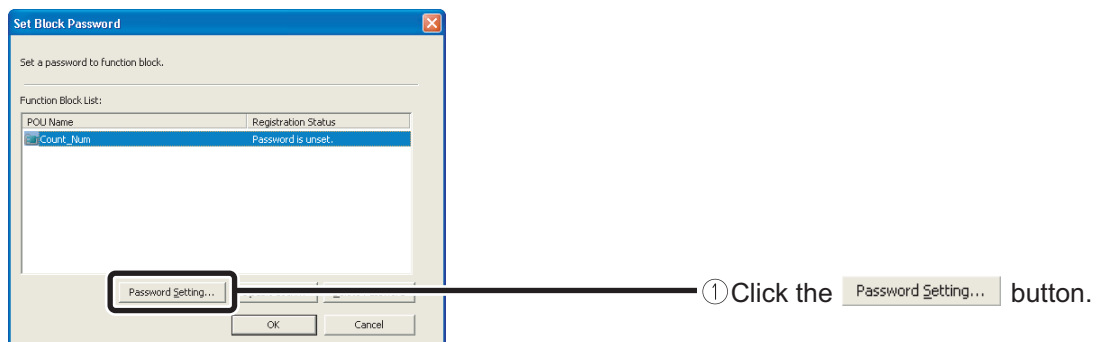 Set Block Password
Set a password to function block.
Function Block List:
POU Name Registration Status
Count_Num Password is unset.
Password Setting...
OK Cancel
①Click the Password Setting... button.